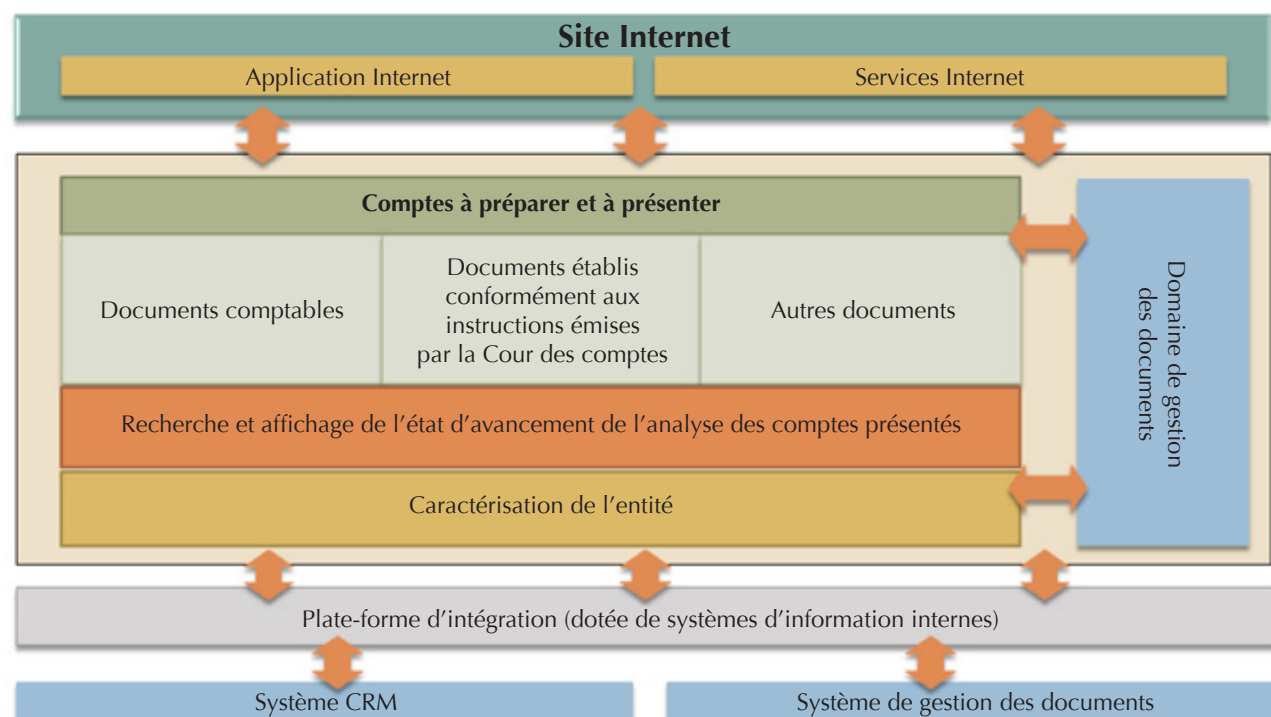 Site Internet
Application Internet
Services Internet
Comptes à préparer et à présenter
Documents comptables
Documents établis
conformément aux
instructions émises
par la Cour des comptes
Autres documents
Domaine de gestion
des documents
Recherche et affichage de l’état d’avancement de l’analyse des comptes présentés
Caractérisation de l’entité
Plate-forme d’intégration (dotée de systèmes d’information internes)
Système CRM
Système de gestion des documents